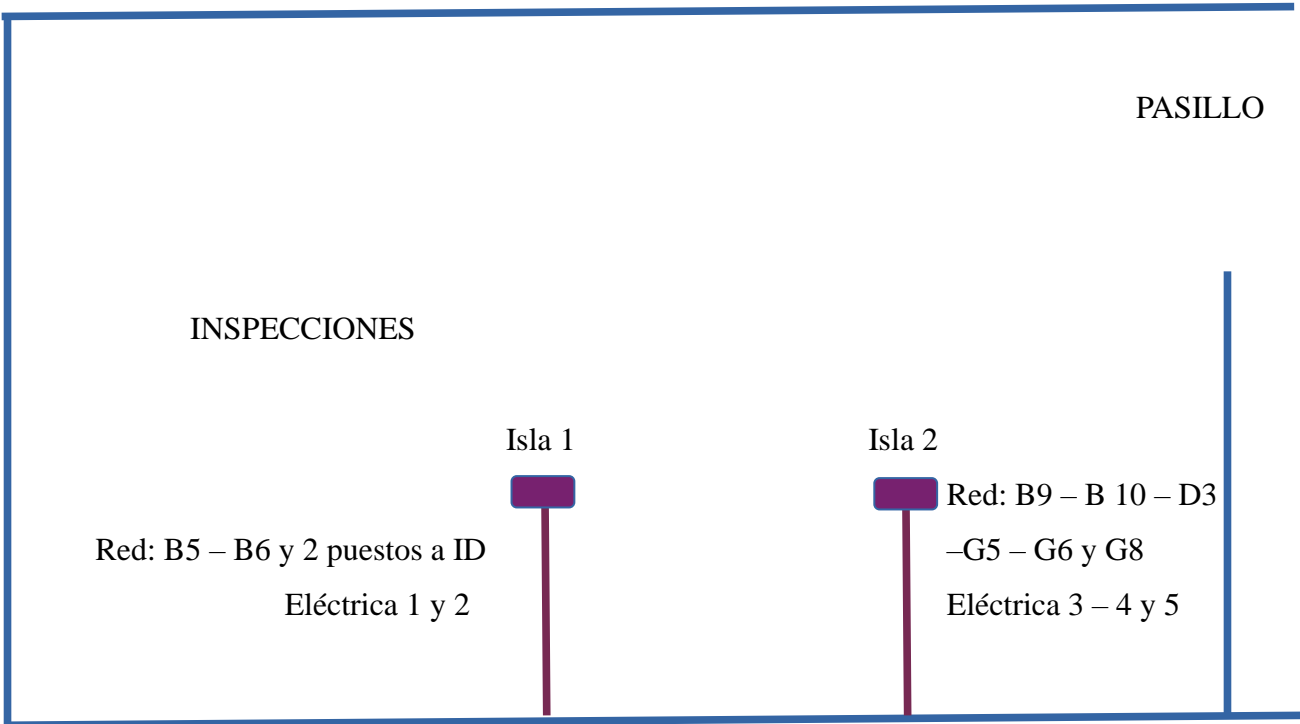 PASILLO
INSPECCIONES
Isla 1
Isla 2
Red: B5 – B6 y 2 puestos a ID
Eléctrica 1 y 2
Red: B9 – B 10 – D3
–G5 – G6 y G8
Eléctrica 3 – 4 y 5